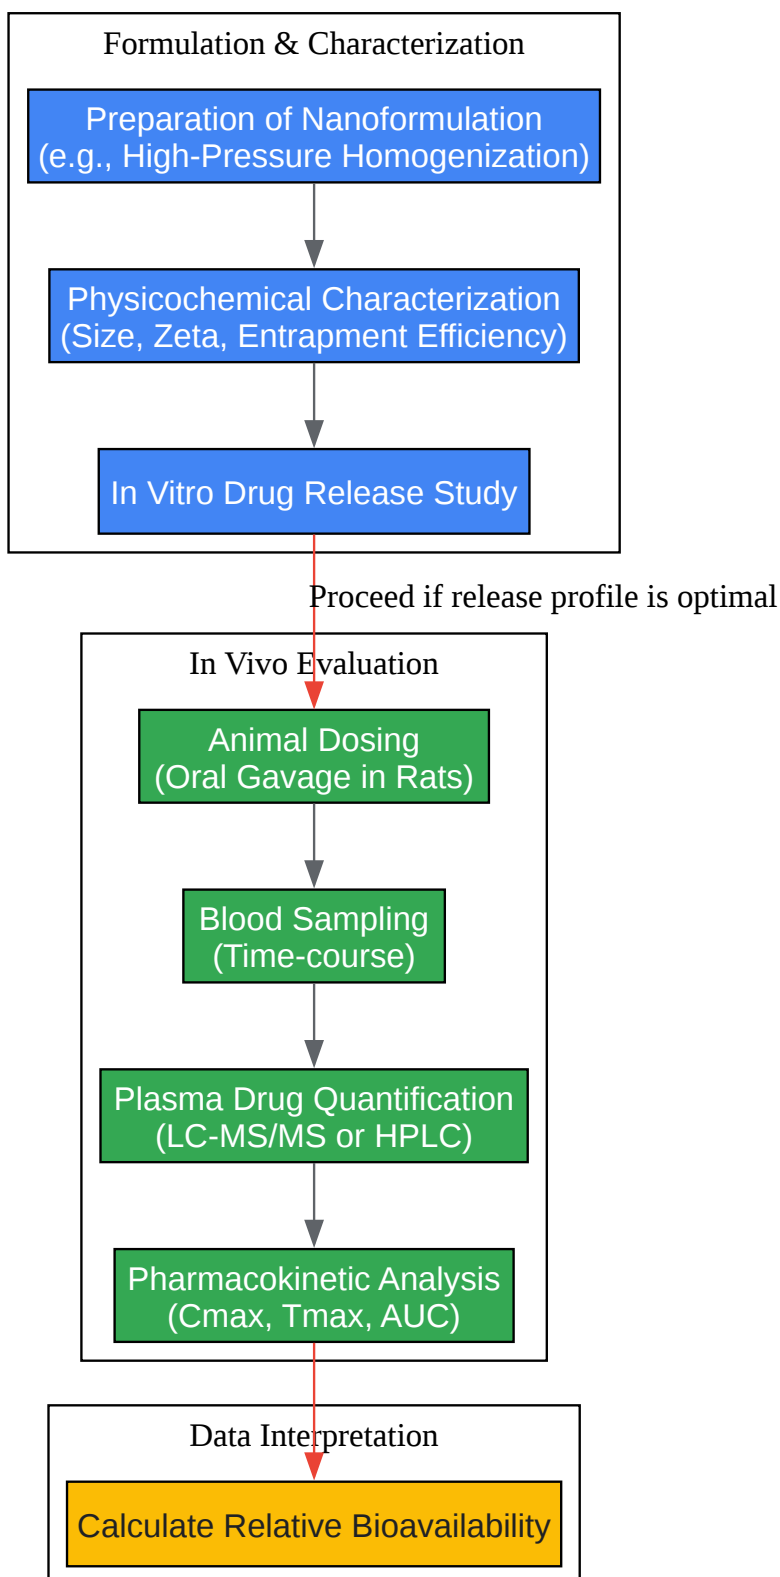 Formulation & Characterization
Preparation of Nanoformulation
(e.g., High-Pressure Homogenization)
Physicochemical Characterization
(Size, Zeta, Entrapment Efficiency)
In Vitro Drug Release Study
Proceed if release profile is optimal
In Vivo Evaluation
Animal Dosing
(Oral Gavage in Rats)
Blood Sampling
(Time-course)
Plasma Drug Quantification
(LC-MS/MS or HPLC)
Pharmacokinetic Analysis
(Cmax, Tmax, AUC)
Data Interpretation
Calculate Relative Bioavailability